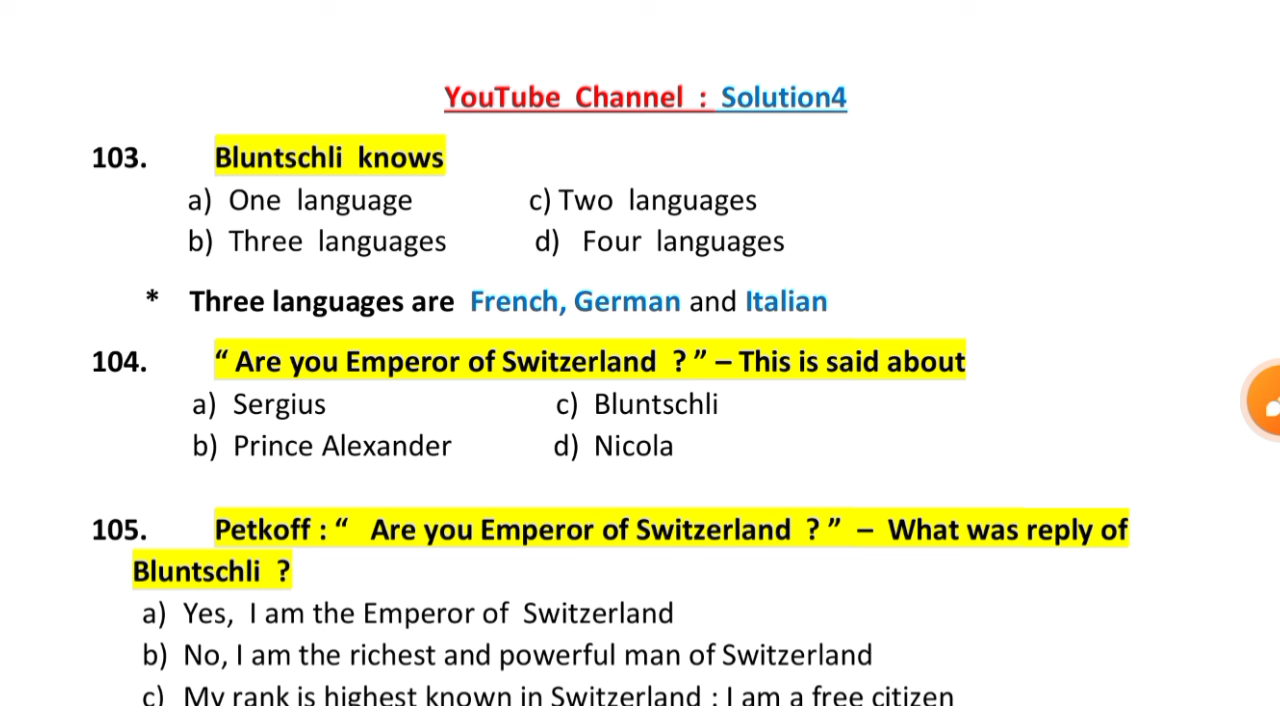 YouTube Channel : Solution4
103. Bluntschli knows
a) One language c) Two languages
b) Three languages d) Four languages
* Three languages are French, German and Italian
104. “ Are you Emperor of Switzerland ? ” – This is said about
a) Sergius c) Bluntschli
b) Prince Alexander d) Nicola
105. Petkoff : “ Are you Emperor of Switzerland ? ” – What was reply of
Bluntschli ?
a) Yes, I am the Emperor of Switzerland
b) No, I am the richest and powerful man of Switzerland
c) My rank is highest known in Switzerland : I am a free citizen